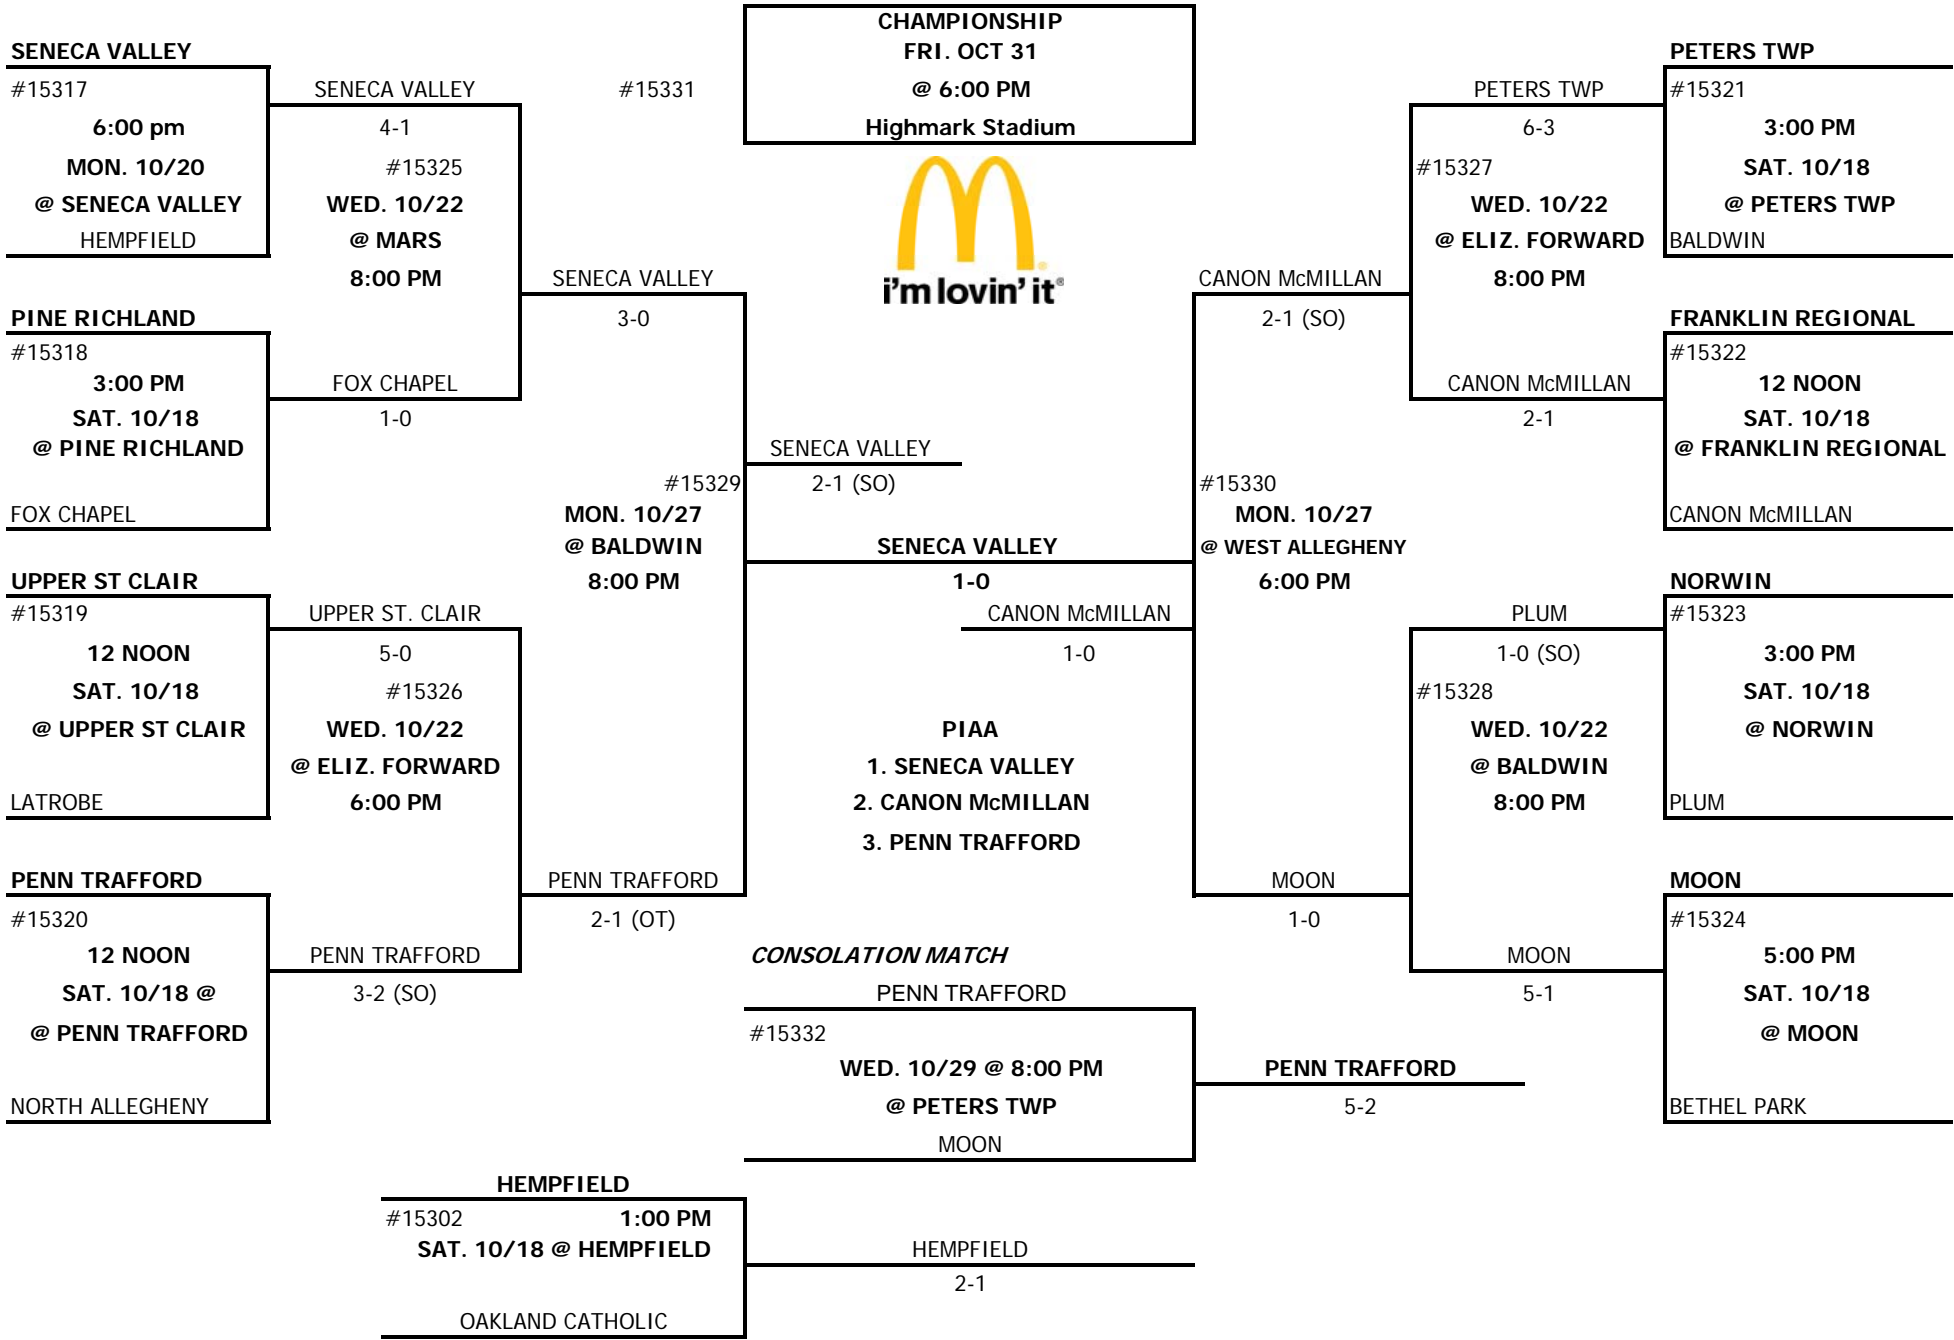 CHAMPIONSHIP
FRI. OCT 31
@ 6:00 PM
Highmark Stadium
#15331
i'm lovin' it®
SENECA VALLEY
#15317
6:00 pm
MON. 10/20
@ SENECA VALLEY
HEMPFIELD
PINE RICHLAND
#15318
3:00 PM
SAT. 10/18
@ PINE RICHLAND
FOX CHAPEL
UPPER ST CLAIR
#15319
12 NOON
SAT. 10/18
@ UPPER ST CLAIR
LATROBE
PENN TRAFFORD
#15320
12 NOON
SAT. 10/18 @
@ PENN TRAFFORD
NORTH ALLEGHENY
SENECA VALLEY
4-1
#15325
WED. 10/22
@ MARS
8:00 PM
FOX CHAPEL
1-0
UPPER ST. CLAIR
5-0
#15326
WED. 10/22
@ ELIZ. FORWARD
6:00 PM
PENN TRAFFORD
3-2 (SO)
SENECA VALLEY
3-0
#15329
MON. 10/27
@ BALDWIN
8:00 PM
PENN TRAFFORD
2-1 (OT)
SENECA VALLEY
2-1 (SO)
SENECA VALLEY
1-0
CANON McMILLAN
1-0
PIAA
1. SENECA VALLEY
2. CANON McMILLAN
3. PENN TRAFFORD
CANON McMILLAN
2-1 (SO)
#15330
MON. 10/27
@ WEST ALLEGHENY
6:00 PM
MOON
1-0
PETERS TWP
6-3
#15327
WED. 10/22
@ ELIZ. FORWARD
8:00 PM
CANON McMILLAN
2-1
PLUM
1-0 (SO)
#15328
WED. 10/22
@ BALDWIN
8:00 PM
MOON
5-1
PETERS TWP
#15321
3:00 PM
SAT. 10/18
@ PETERS TWP
BALDWIN
FRANKLIN REGIONAL
#15322
12 NOON
SAT. 10/18
@ FRANKLIN REGIONAL
CANON McMILLAN
NORWIN
#15323
3:00 PM
SAT. 10/18
@ NORWIN
PLUM
MOON
#15324
5:00 PM
SAT. 10/18
@ MOON
BETHEL PARK
CONSOLATION MATCH
PENN TRAFFORD
#15332
WED. 10/29 @ 8:00 PM
@ PETERS TWP
MOON
PENN TRAFFORD
5-2
HEMPFIELD
#15302 1:00 PM
SAT. 10/18 @ HEMPFIELD
OAKLAND CATHOLIC
HEMPFIELD
2-1